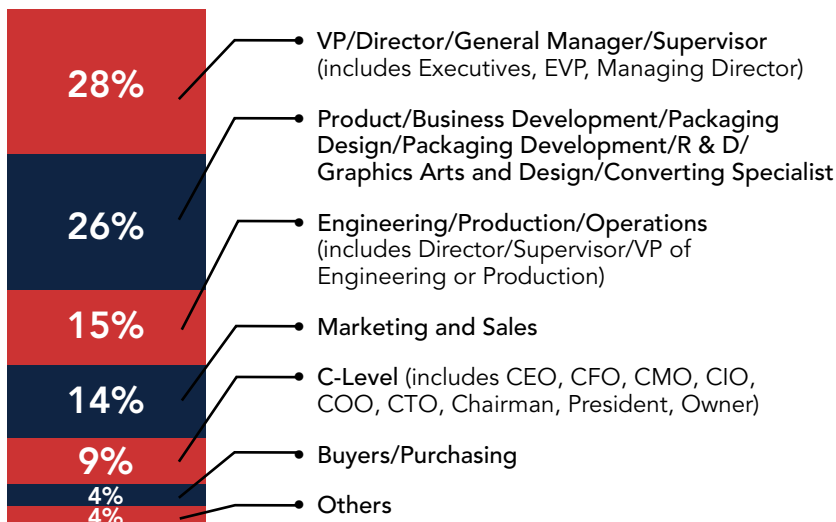 28%
VP/Director/General Manager/Supervisor
(includes Executives, EVP, Managing Director)
26%
Product/Business Development/Packaging
Design/Packaging Development/R & D/
Graphics Arts and Design/Converting Specialist
15%
Engineering/Production/Operations
(includes Director/Supervisor/VP of
Engineering or Production)
14%
Marketing and Sales
9%
C-Level (includes CEO, CFO, CMO, CIO,
COO, CTO, Chairman, President, Owner)
4%
Buyers/Purchasing
4%
Others